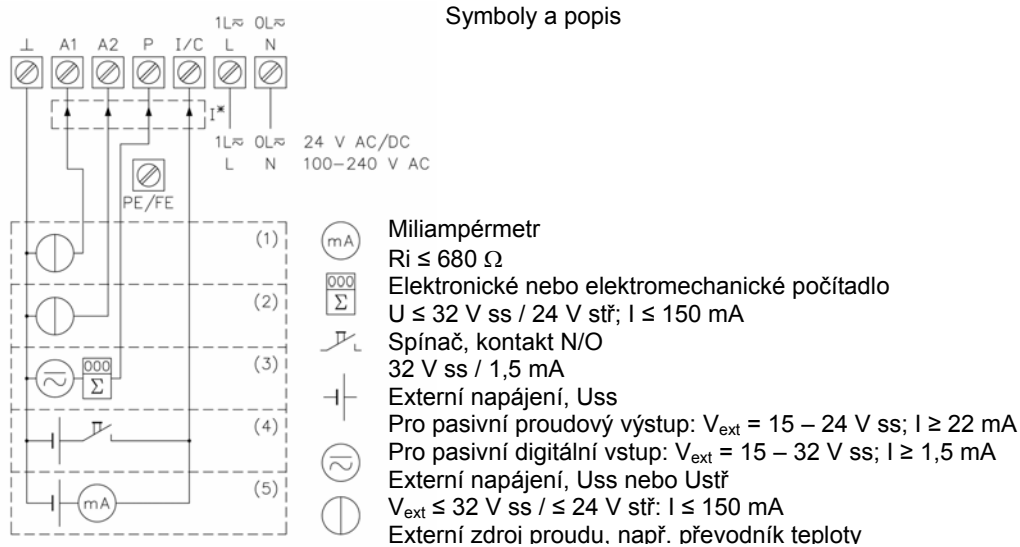 Symboly a popis
1L≂ 0L≂
⊥ A1 A2 P I/C L N
I*
1L≂ 0L≂ 24 V AC/DC
L N 100–240 V AC
PE/FE
(1)
(2)
000
Σ
(3)
(4)
mA
(5)
mA
Miliampérmetr
Ri ≤ 680 Ω
000
Σ
Elektronické nebo elektromechanické počítadlo
U ≤ 32 V ss / 24 V stř; I ≤ 150 mA
Spínač, kontakt N/O
32 V ss / 1,5 mA
Externí napájení, Uss
Pro pasivní proudový výstup: Vext = 15 – 24 V ss; I ≥ 22 mA
Pro pasivní digitální vstup: Vext = 15 – 32 V ss; I ≥ 1,5 mA
Externí napájení, Uss nebo Ustř
Vext ≤ 32 V ss / ≤ 24 V stř: I ≤ 150 mA
Externí zdroj proudu, např. převodník teploty